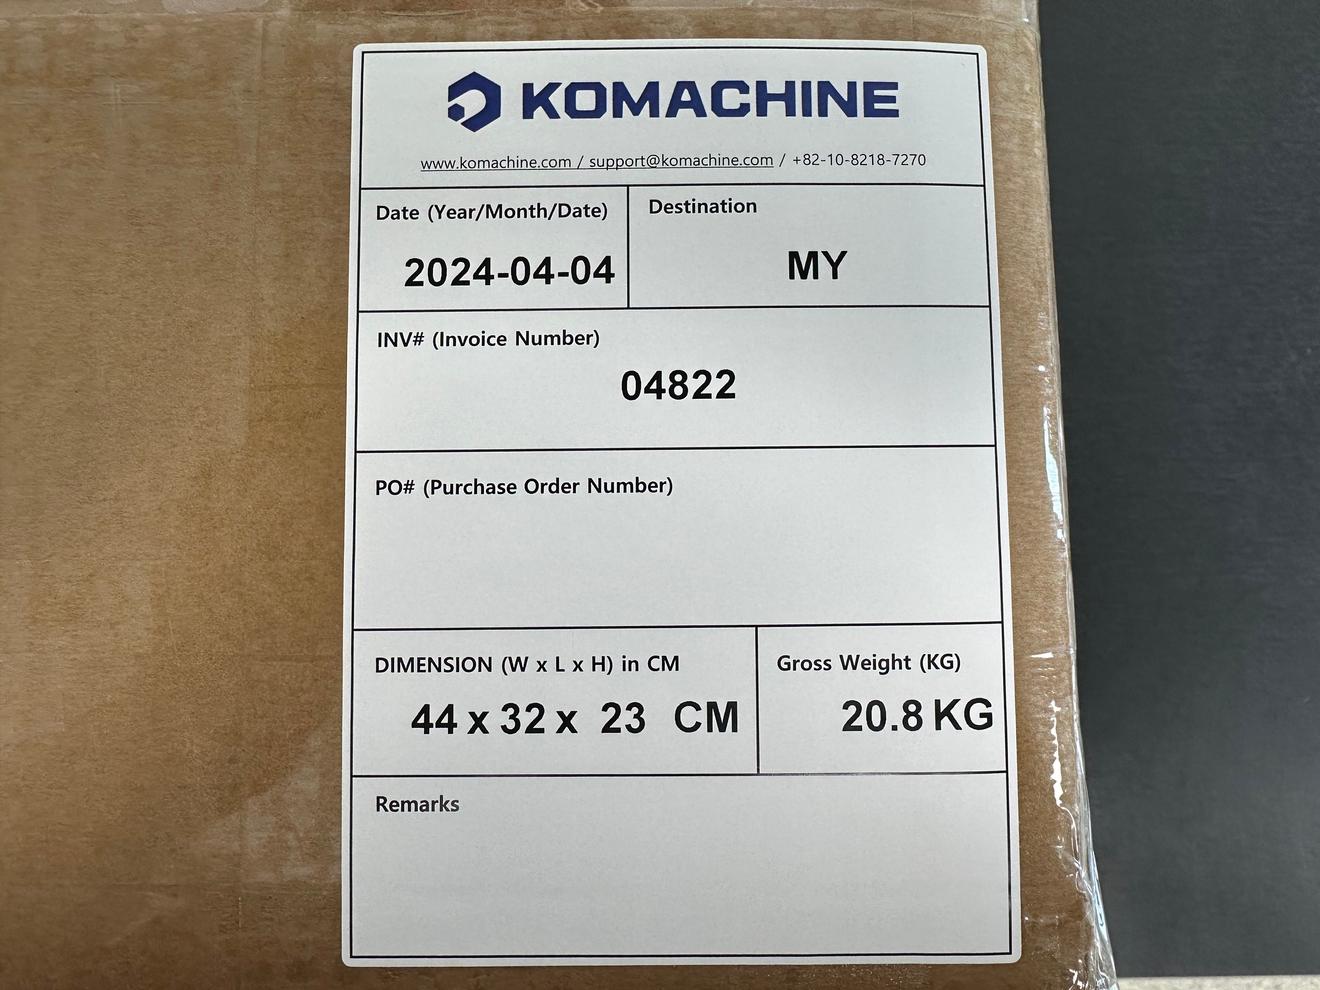 KOMACHINE
www.komachine.com / support@komachine.com / +82-10-8218-7270
Date (Year/Month/Date)
2024-04-04
Destination
MY
INV# (Invoice Number)
04822
PO# (Purchase Order Number)
DIMENSION (W x L x H) in CM
44 x 32 x 23 CM
Gross Weight (KG)
20.8 KG
Remarks